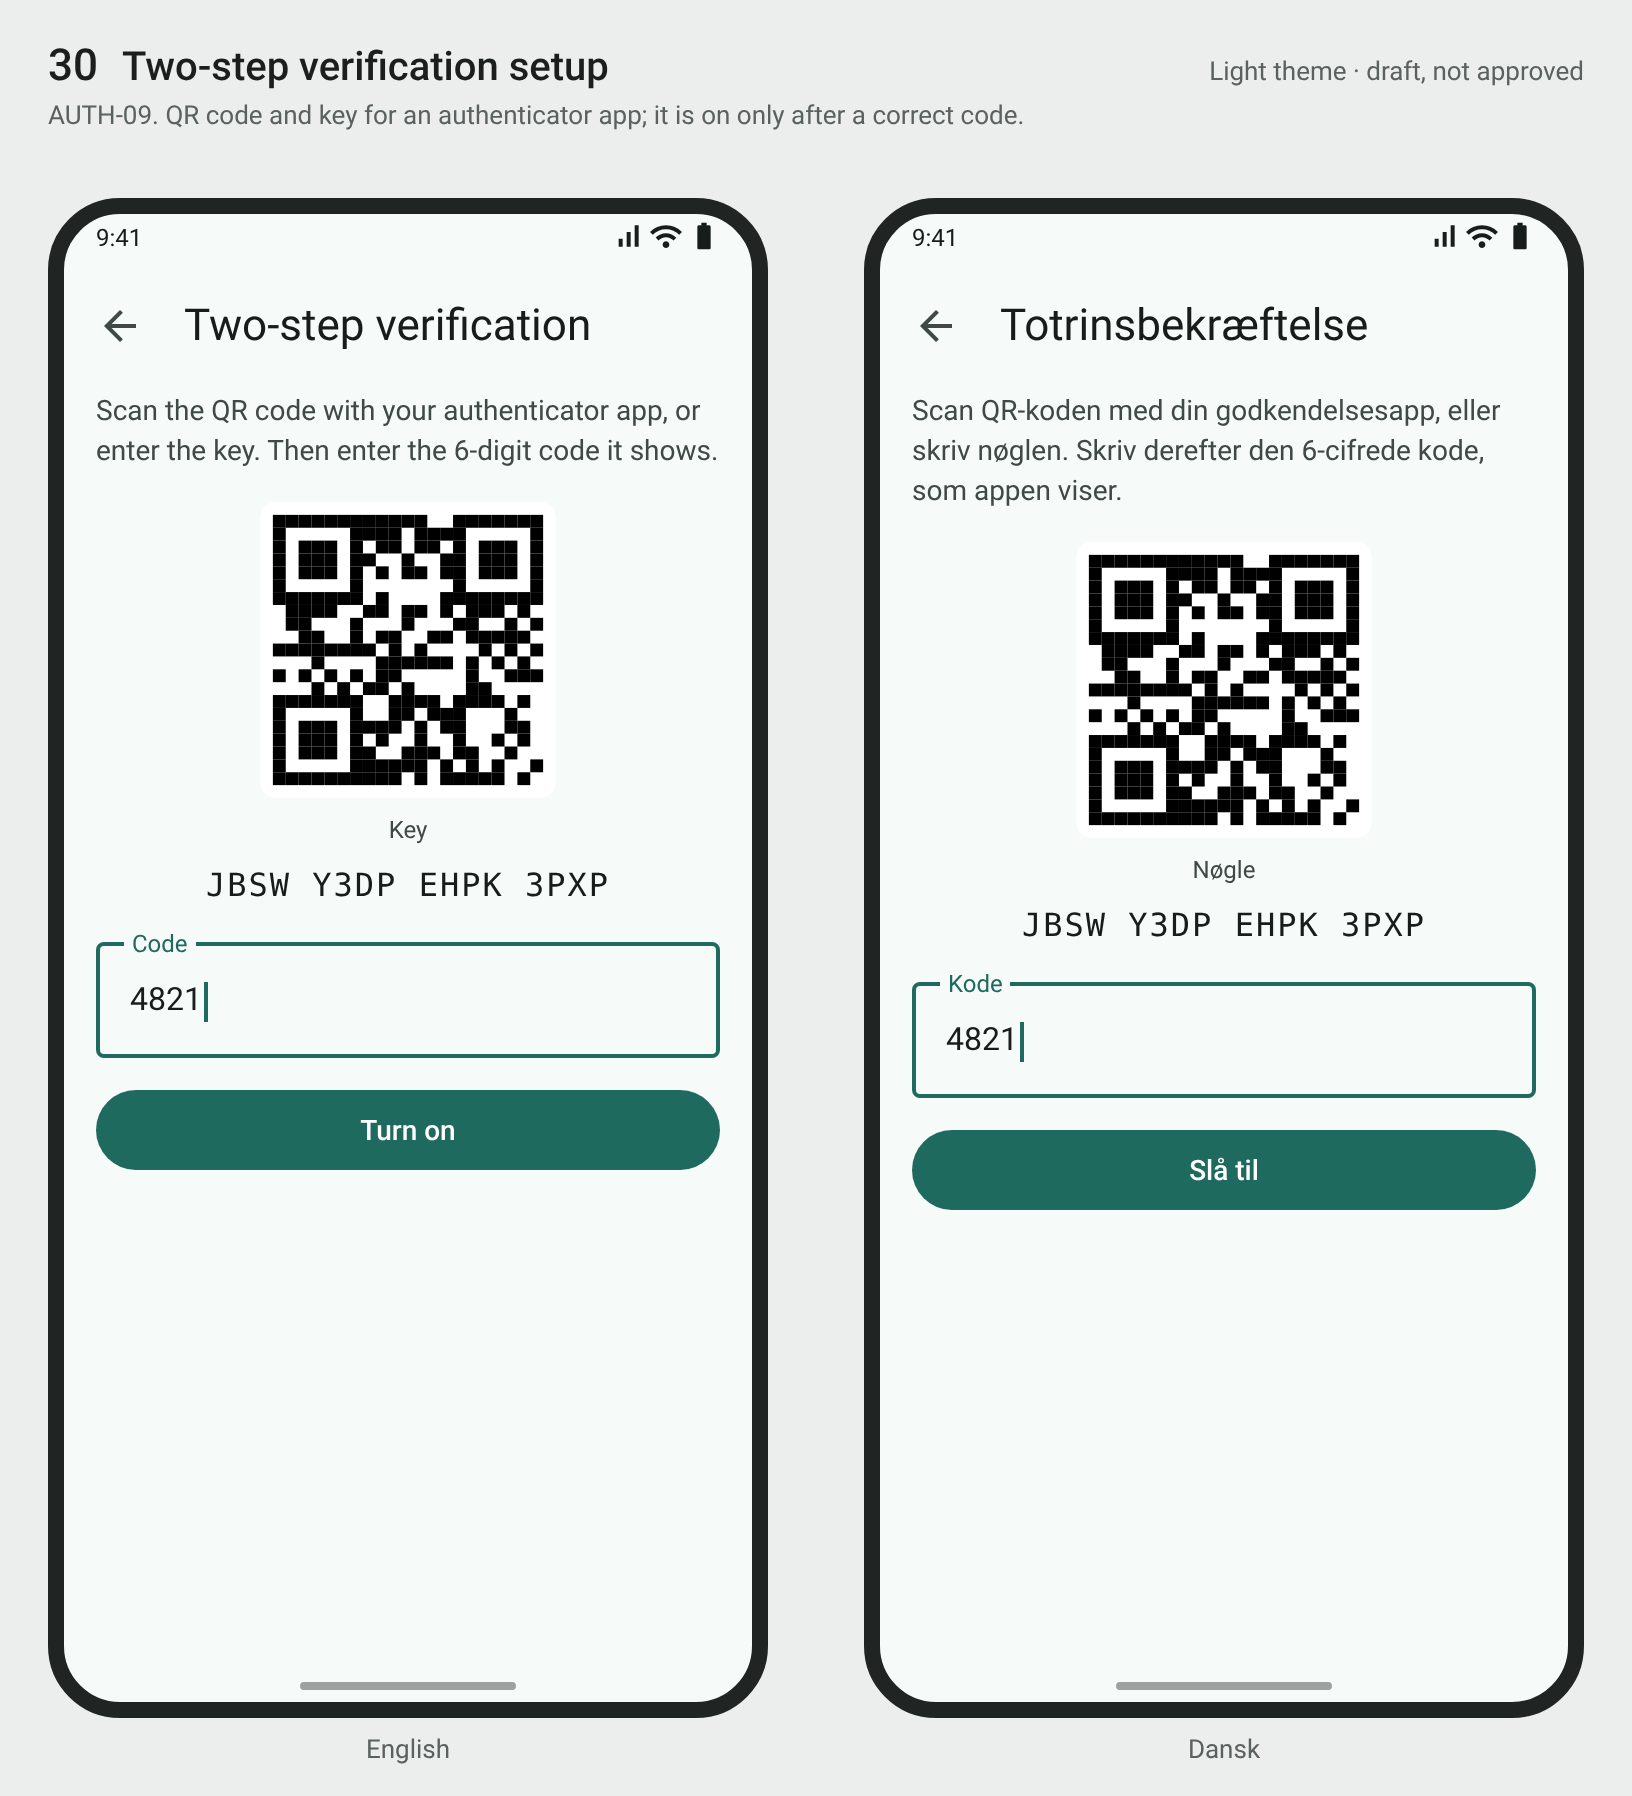 30 Two-step verification setup
Light theme · draft, not approved
AUTH-09. QR code and key for an authenticator app; it is on only after a correct code.
9:41
Two-step verification
Scan the QR code with your authenticator app, or
enter the key. Then enter the 6-digit code it shows.
Key
JBSW Y3DP EHPK 3PXP
Code
4821
Turn on
English
9:41
Totrinsbekræftelse
Scan QR-koden med din godkendelsesapp, eller
skriv nøglen. Skriv derefter den 6-cifrede kode,
som appen viser.
Nøgle
JBSW Y3DP EHPK 3PXP
Kode
4821
Slå til
Dansk